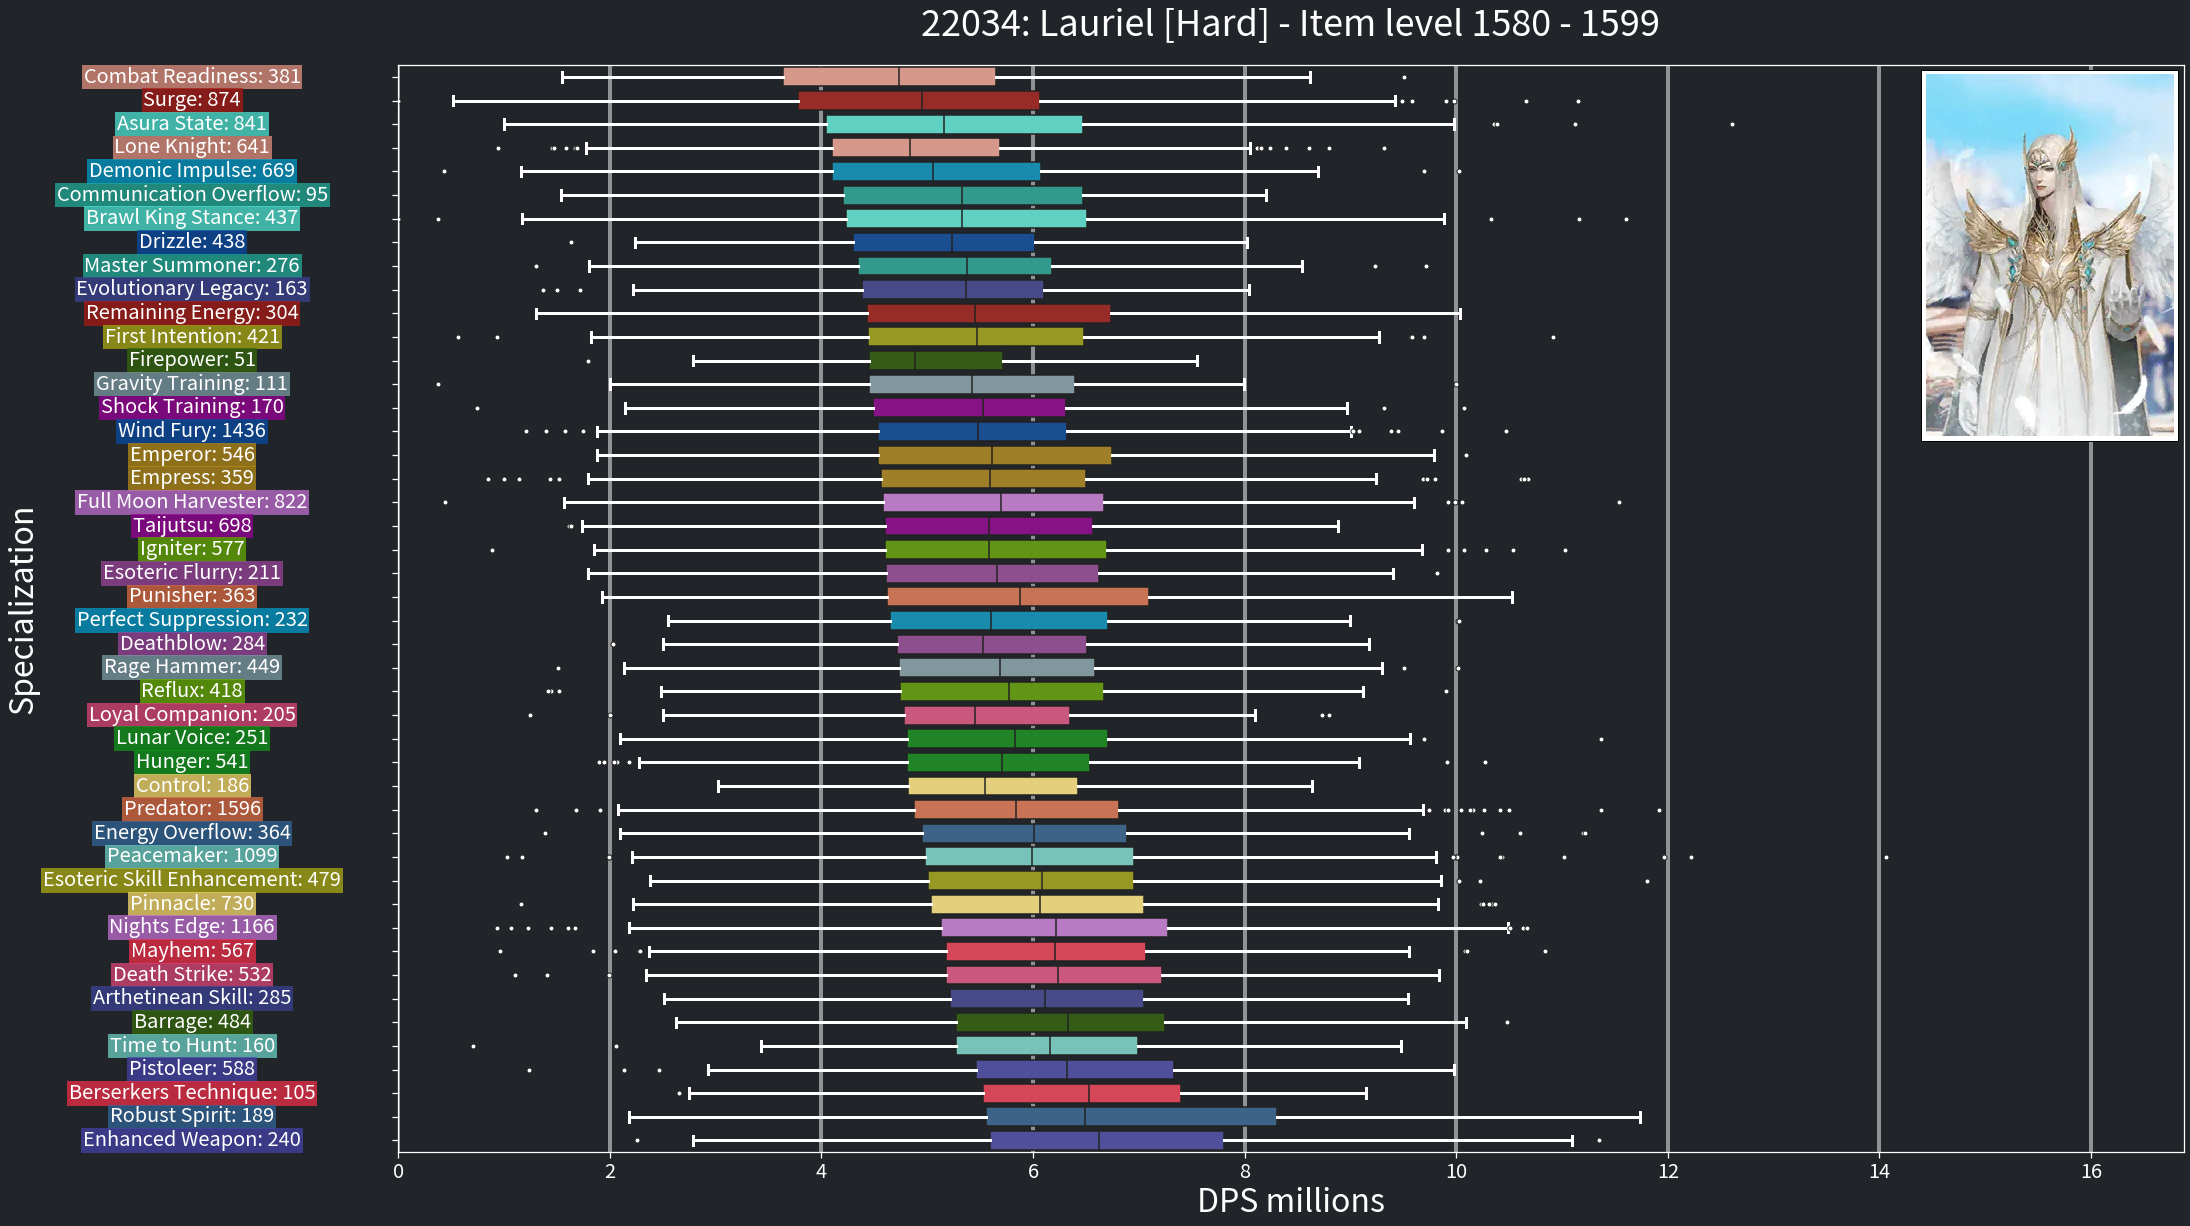 22034: Lauriel [Hard] - Item level 1580 - 1599
Specialization
Combat Readiness: 381
Surge: 874
Asura State: 841
Lone Knight: 641
Demonic Impulse: 669
Communication Overflow: 95
Brawl King Stance: 437
Drizzle: 438
Master Summoner: 276
Evolutionary Legacy: 163
Remaining Energy: 304
First Intention: 421
Firepower: 51
Gravity Training: 111
Shock Training: 170
Wind Fury: 1436
Emperor: 546
Empress: 359
Full Moon Harvester: 822
Taijutsu: 698
Igniter: 577
Esoteric Flurry: 211
Punisher: 363
Perfect Suppression: 232
Deathblow: 284
Rage Hammer: 449
Reflux: 418
Loyal Companion: 205
Lunar Voice: 251
Hunger: 541
Control: 186
Predator: 1596
Energy Overflow: 364
Peacemaker: 1099
Esoteric Skill Enhancement: 479
Pinnacle: 730
Nights Edge: 1166
Mayhem: 567
Death Strike: 532
Arthetinean Skill: 285
Barrage: 484
Time to Hunt: 160
Pistoleer: 588
Berserkers Technique: 105
Robust Spirit: 189
Enhanced Weapon: 240
0 2 4 6 8 10 12 14 16
DPS millions